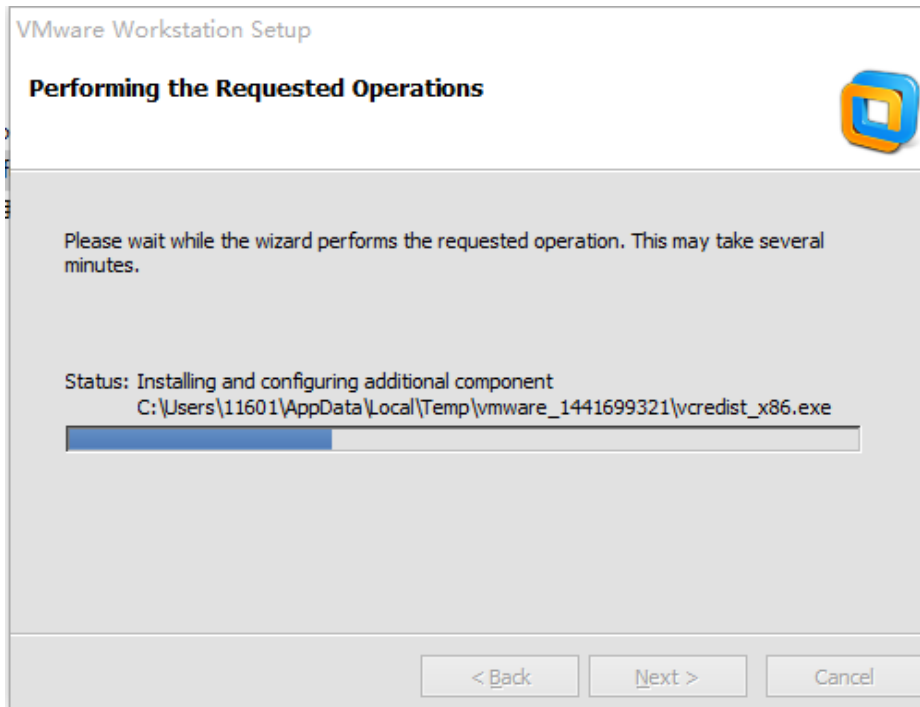 VMware Workstation Setup
Performing the Requested Operations
Please wait while the wizard performs the requested operation. This may take several
minutes.
Status: Installing and configuring additional component
C:\Users\11601\AppData\Local\Temp\vmware_1441699321\vcredist_x86.exe
< Back Next > Cancel